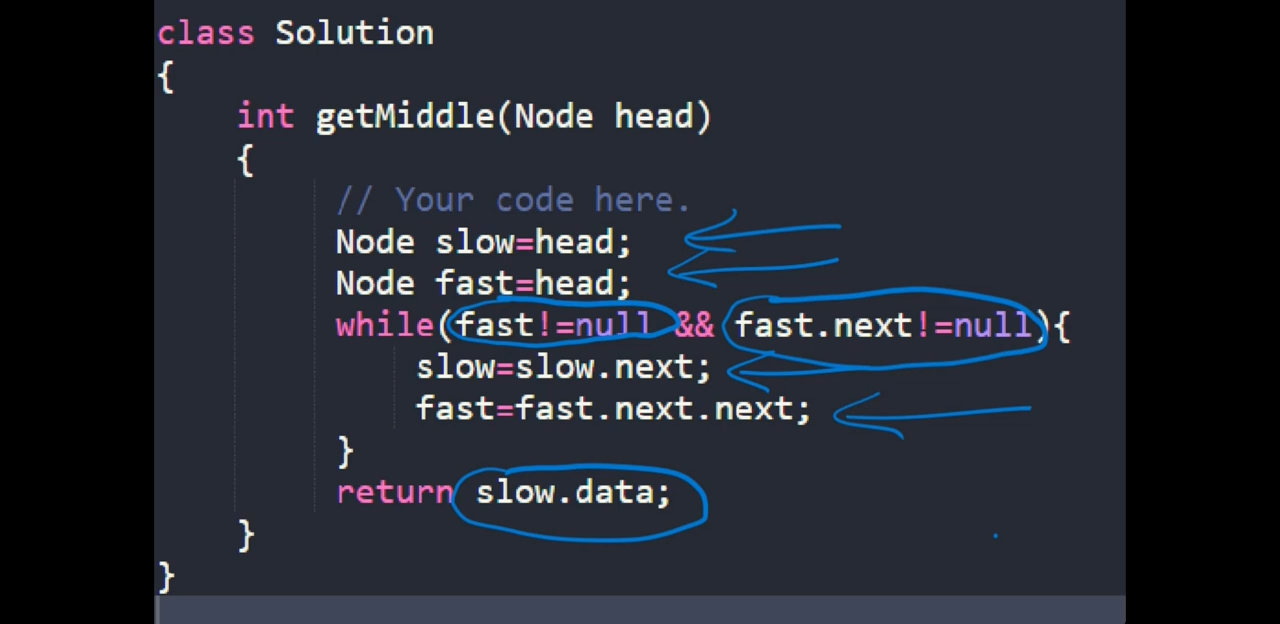 class Solution
{
    int getMiddle(Node head)
    {
        // Your code here.
        Node slow=head;
        Node fast=head;
        while(fast!=null && fast.next!=null){
            slow=slow.next;
            fast=fast.next.next;
        }
        return slow.data;
    }
}